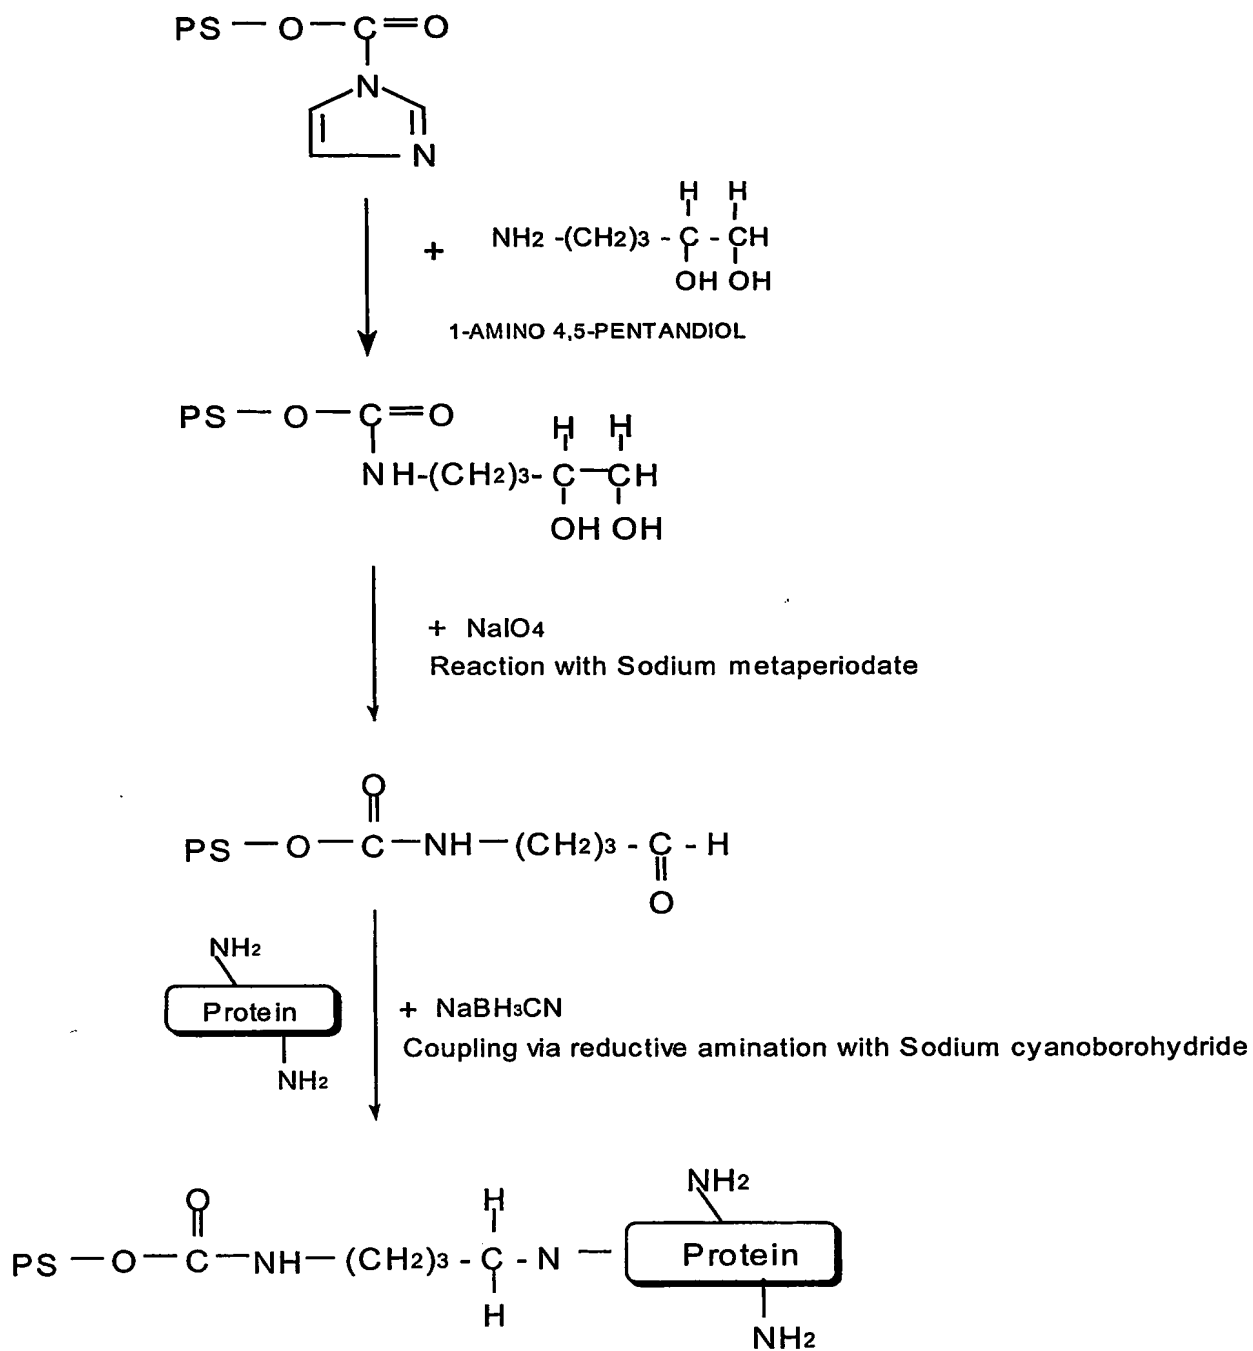 PS — O — C=O
N
N
H H
+ NH2 -(CH2)3 - C - CH
OH OH
1-AMINO 4,5-PENTANDIOL
PS — O — C=O
H H
NH-(CH2)3- C—CH
OH OH
+ NaIO4
Reaction with Sodium metaperiodate
O
PS — O — C — NH — (CH2)3 - C - H
O
NH2
Protein
NH2
+ NaBH3CN
Coupling via reductive amination with Sodium cyanoborohydride
O H NH2
PS — O — C — NH — (CH2)3 - C - N — Protein
H NH2